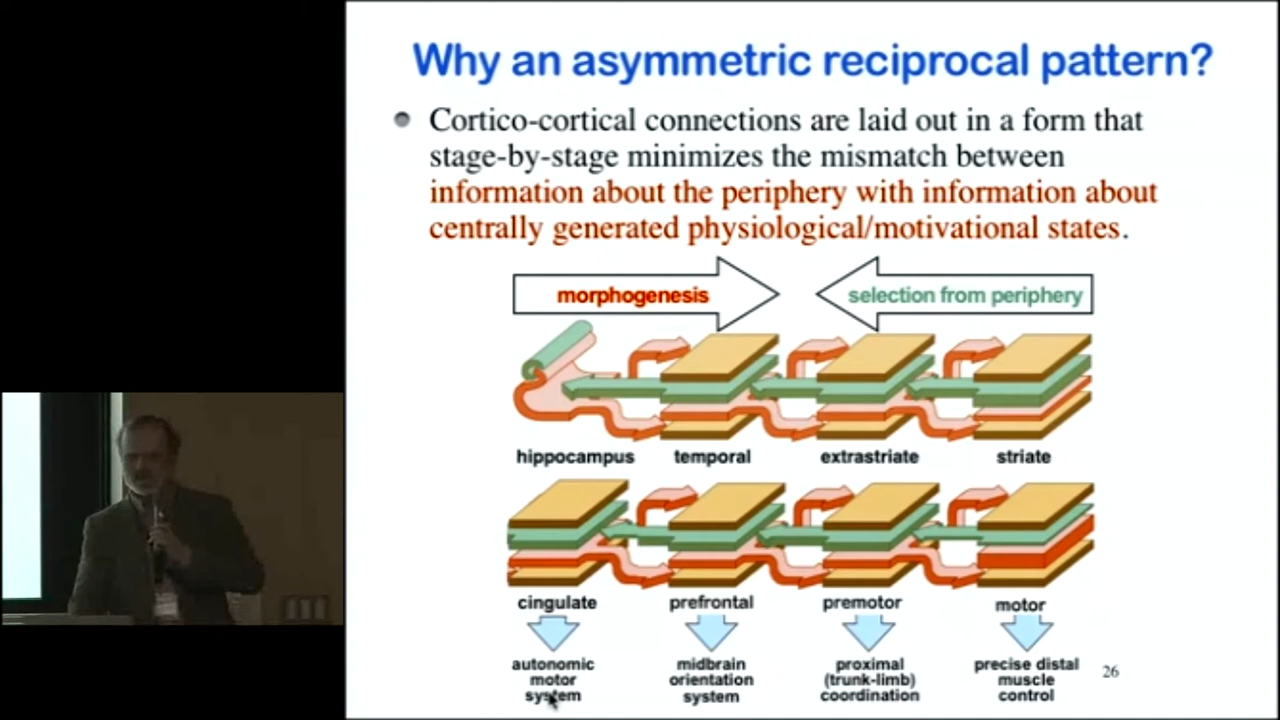 Why an asymmetric reciprocal pattern?
Cortico-cortical connections are laid out in a form that
stage-by-stage minimizes the mismatch between
information about the periphery with information about
centrally generated physiological/motivational states.
morphogenesis
selection from periphery
hippocampus
temporal
extrastriate
striate
cingulate
prefrontal
premotor
motor
autonomic
motor
system
midbrain
orientation
system
proximal
(trunk-limb)
coordination
precise distal
muscle
control
26